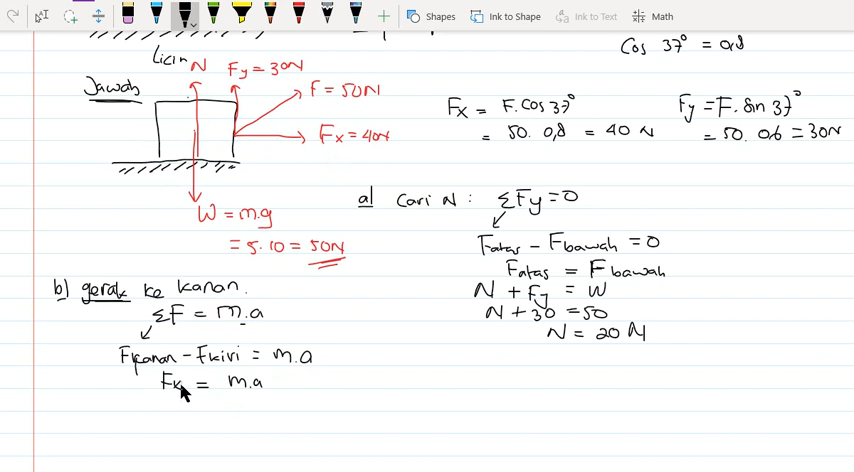 Shapes Ink to Shape Ink to Text Math
Cos 37° = 0,8
licin
Jawab
N
Fy = 30N
F = 50N
Fx = 40N
W = m.g
= 5.10 = 50N
Fx = F. cos 37°
= 50. 0,8 = 40 N
Fy = F. sin 37°
= 50. 0,6 = 30N
a) Cari N : ΣFy = 0
Fatas - Fbawah = 0
Fatas = Fbawah
N + Fy = W
N + 30 = 50
N = 20 N
b) gerak ke kanan.
ΣF = m.a
Fkanan - Fkiri = m.a
Fk = m.a